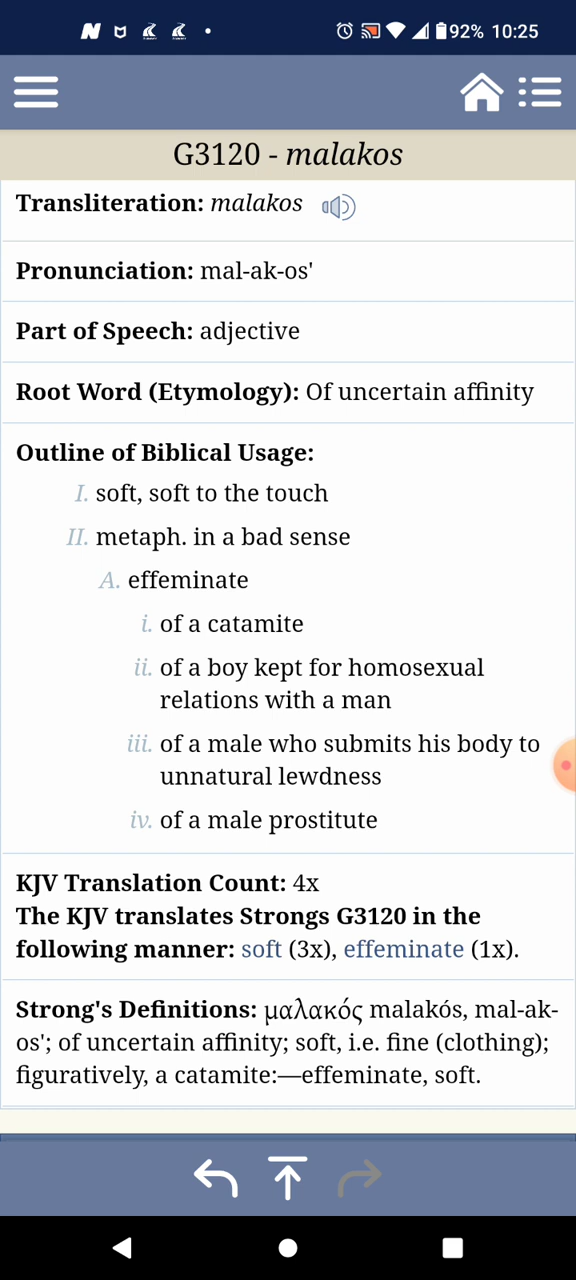 92% 10:25
G3120 - malakos
Transliteration: malakos
Pronunciation: mal-ak-os'
Part of Speech: adjective
Root Word (Etymology): Of uncertain affinity
Outline of Biblical Usage:
I. soft, soft to the touch
II. metaph. in a bad sense
A. effeminate
i. of a catamite
ii. of a boy kept for homosexual
relations with a man
iii. of a male who submits his body to
unnatural lewdness
iv. of a male prostitute
KJV Translation Count: 4x
The KJV translates Strongs G3120 in the
following manner: soft (3x), effeminate (1x).
Strong's Definitions: μαλακός malakós, mal-ak-
os'; of uncertain affinity; soft, i.e. fine (clothing);
figuratively, a catamite:—effeminate, soft.